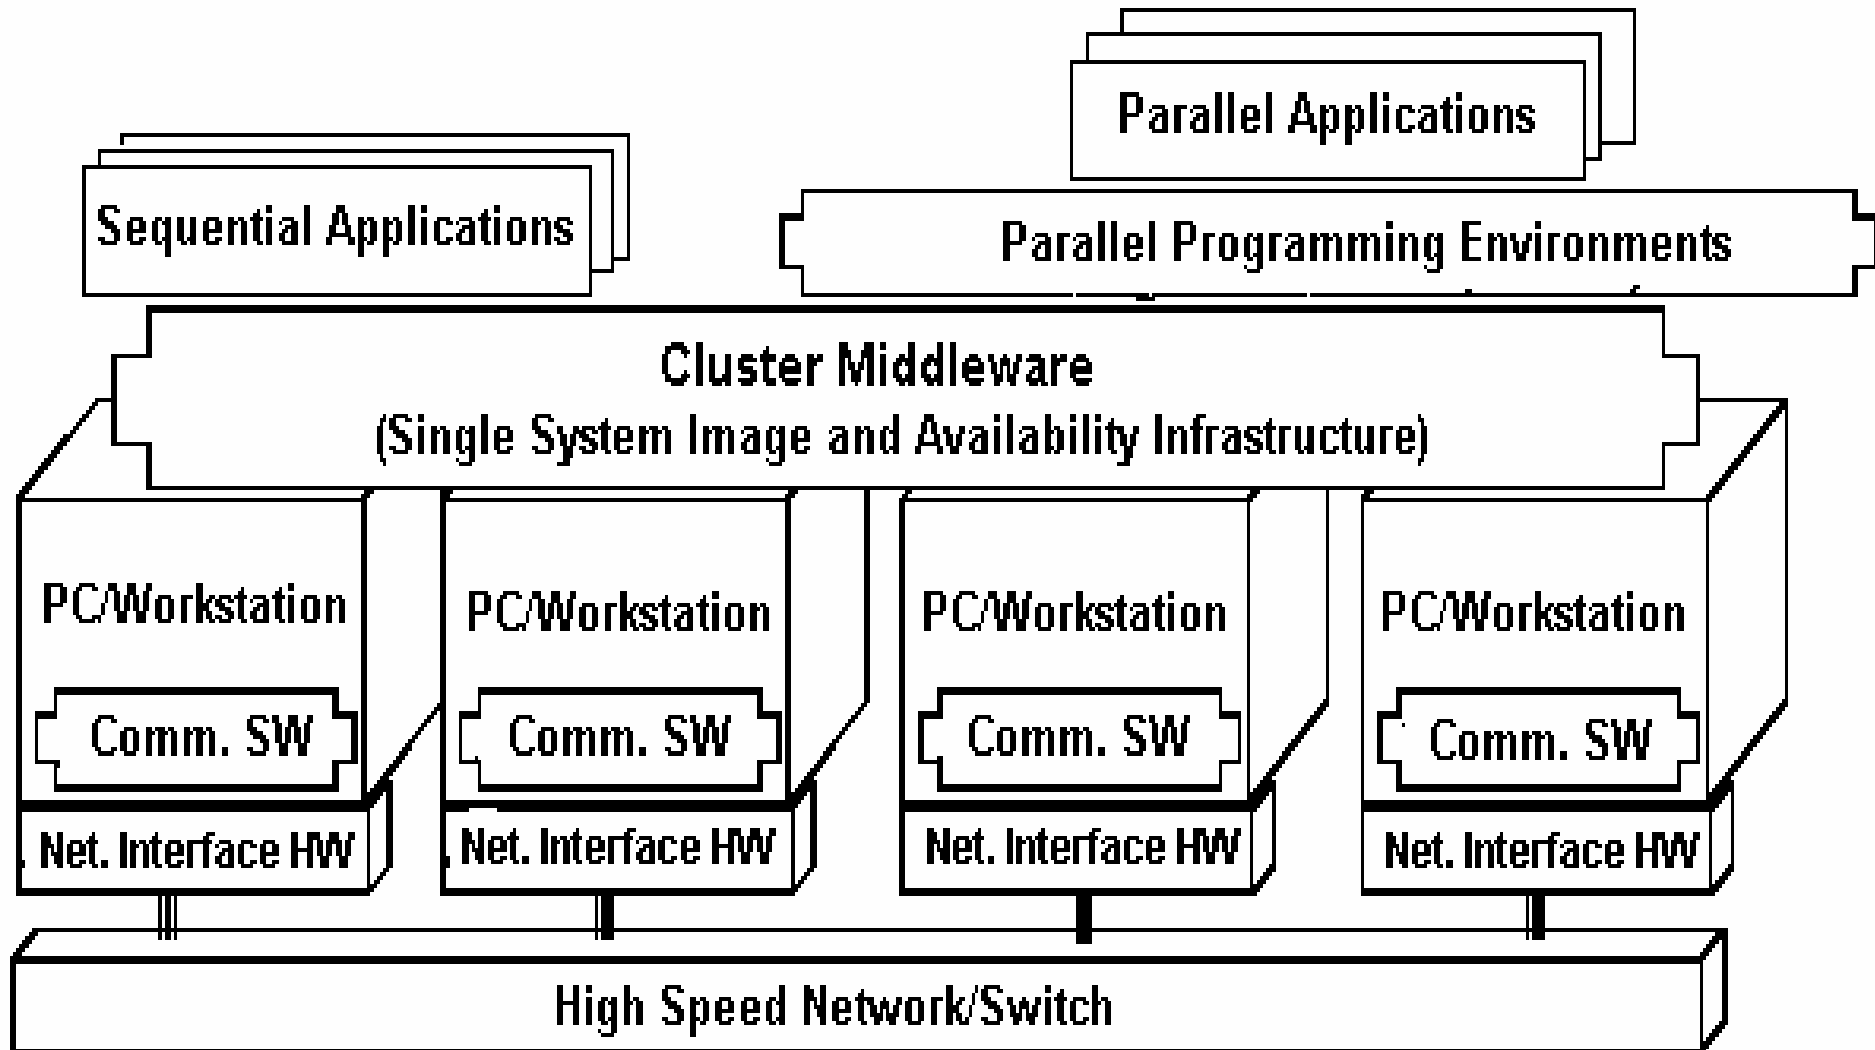 Parallel Applications
Sequential Applications
Parallel Programming Environments
Cluster Middleware
(Single System Image and Availability Infrastructure)
PC/Workstation
PC/Workstation
PC/Workstation
PC/Workstation
Comm. SW
Comm. SW
Comm. SW
Comm. SW
Net. Interface HW
Net. Interface HW
Net. Interface HW
Net. Interface HW
High Speed Network/Switch